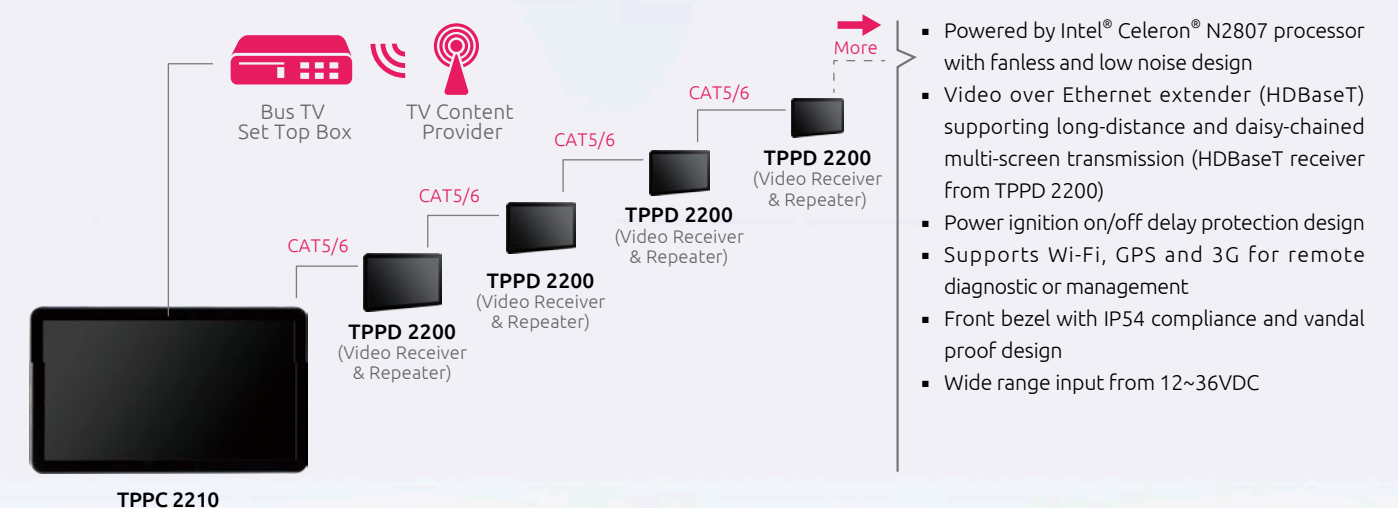 Bus TV
Set Top Box
TV Content
Provider
More
CAT5/6
TPPD 2200
(Video Receiver
& Repeater)
CAT5/6
TPPD 2200
(Video Receiver
& Repeater)
CAT5/6
TPPD 2200
(Video Receiver
& Repeater)
CAT5/6
TPPD 2200
(Video Receiver
& Repeater)
TPPC 2210
▪ Powered by Intel® Celeron® N2807 processor
with fanless and low noise design
▪ Video over Ethernet extender (HDBaseT)
supporting long-distance and daisy-chained
multi-screen transmission (HDBaseT receiver
from TPPD 2200)
▪ Power ignition on/off delay protection design
▪ Supports Wi-Fi, GPS and 3G for remote
diagnostic or management
▪ Front bezel with IP54 compliance and vandal
proof design
▪ Wide range input from 12~36VDC